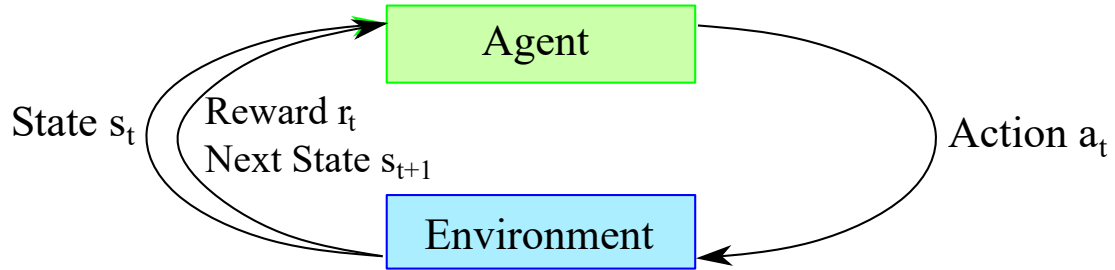 Agent
State sₜ
Reward rₜ
Next State sₜ₊₁
Action aₜ
Environment